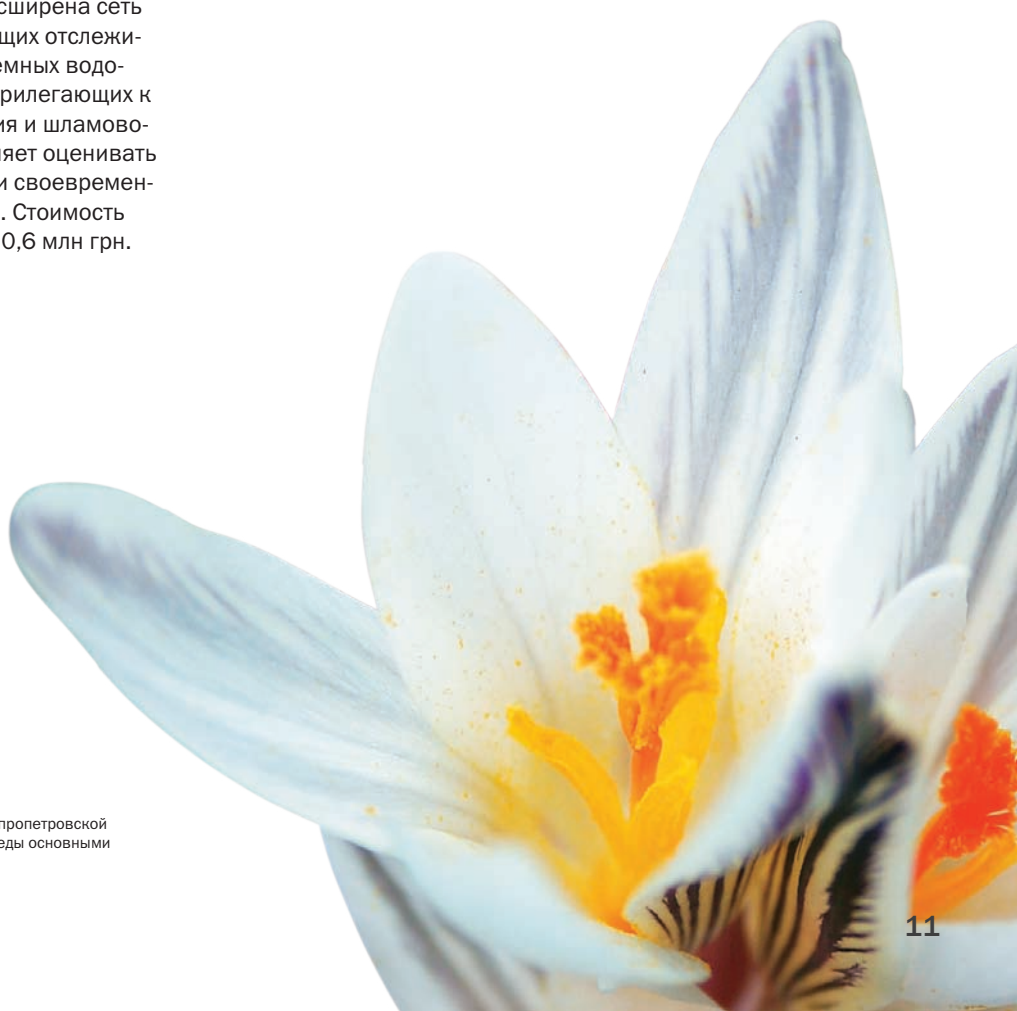 сширена сеть
щих отслежи-
емных водо-
рилегающих к
ия и шламово-
яет оценивать
и своевремен-
. Стоимость
0,6 млн грн.
пропетровской
еды основными
11